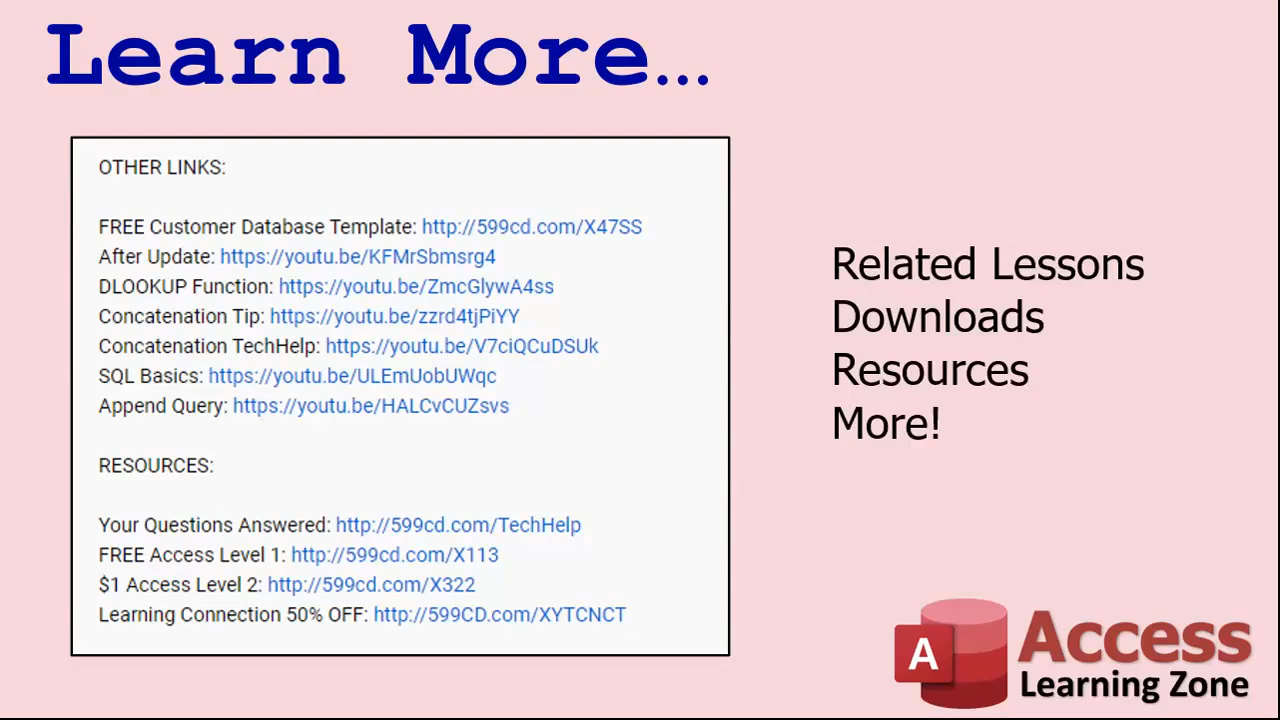 Learn More...
OTHER LINKS:
FREE Customer Database Template: http://599cd.com/X47SS
After Update: https://youtu.be/KFMrSbmsrg4
DLOOKUP Function: https://youtu.be/ZmcGlywA4ss
Concatenation Tip: https://youtu.be/zzrd4tjPiYY
Concatenation TechHelp: https://youtu.be/V7ciQCuDSUk
SQL Basics: https://youtu.be/ULEmUobUWqc
Append Query: https://youtu.be/HALCvCUZsvs
RESOURCES:
Your Questions Answered: http://599cd.com/TechHelp
FREE Access Level 1: http://599cd.com/X113
$1 Access Level 2: http://599cd.com/X322
Learning Connection 50% OFF: http://599CD.com/XYTCNCT
Related Lessons
Downloads
Resources
More!
A
Access
Learning Zone